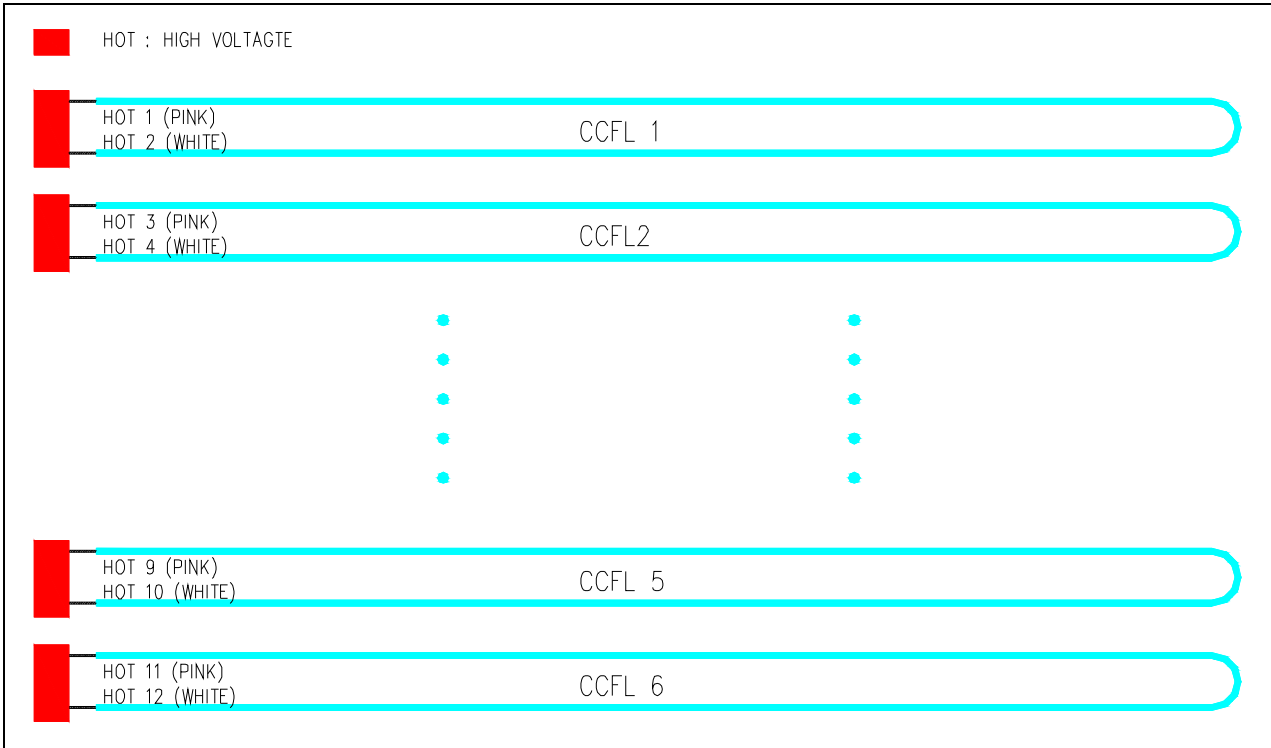 HOT : HIGH VOLTAGTE
HOT 1 (PINK)
HOT 2 (WHITE)
CCFL 1
HOT 3 (PINK)
HOT 4 (WHITE)
CCFL2
HOT 9 (PINK)
HOT 10 (WHITE)
CCFL 5
HOT 11 (PINK)
HOT 12 (WHITE)
CCFL 6